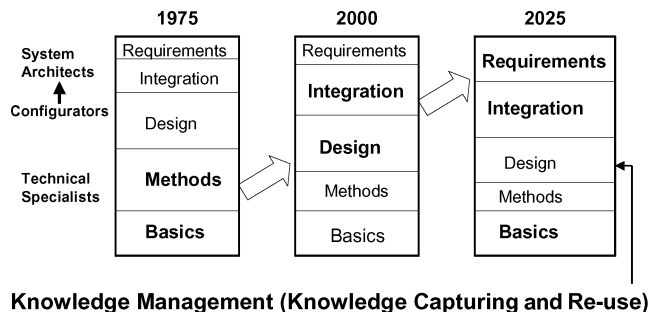 1975
2000
2025
System
Architects
Configurators
Technical
Specialists
Requirements
Integration
Design
Methods
Basics
Requirements
Integration
Design
Methods
Basics
Requirements
Integration
Design
Methods
Basics
Knowledge Management (Knowledge Capturing and Re-use)